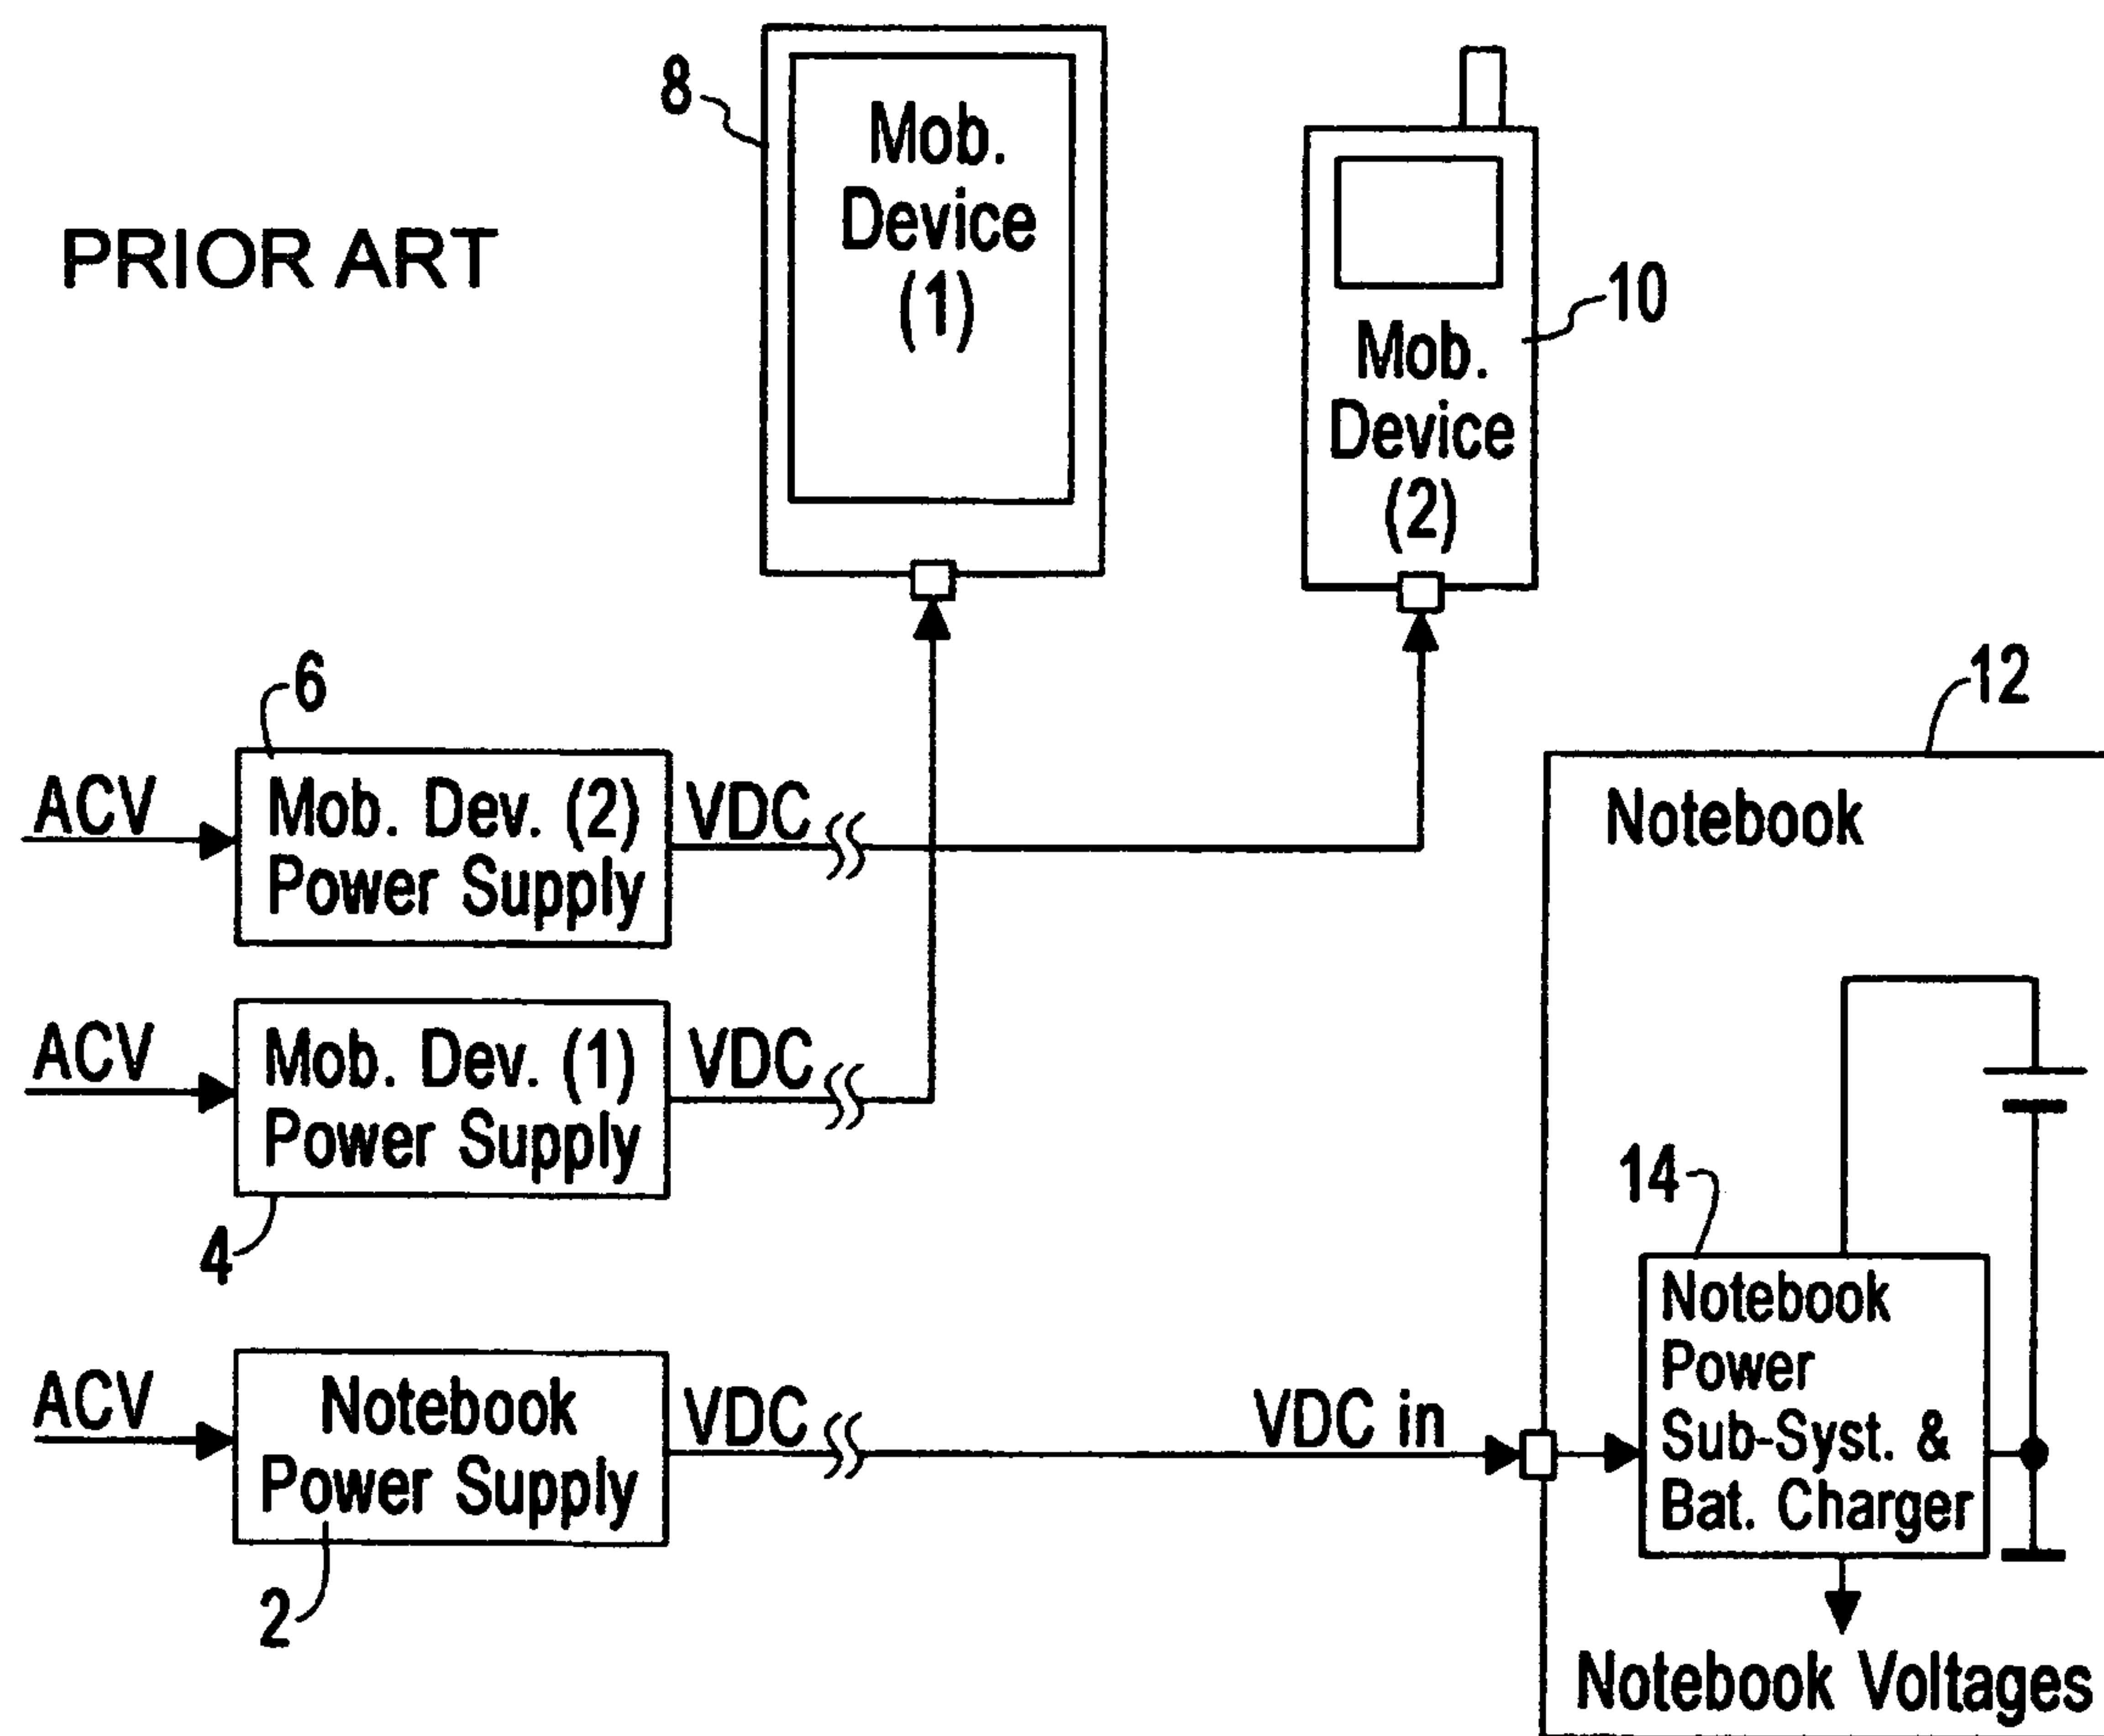 PRIOR ART
8
Mob.
Device
(1)
10
Mob.
Device
(2)
6
ACV
Mob. Dev. (2)
Power Supply
VDC
12
Notebook
ACV
Mob. Dev. (1)
Power Supply
VDC
4
14
Notebook
Power
Sub-Syst. &
Bat. Charger
ACV
Notebook
Power Supply
VDC
VDC in
2
Notebook Voltages